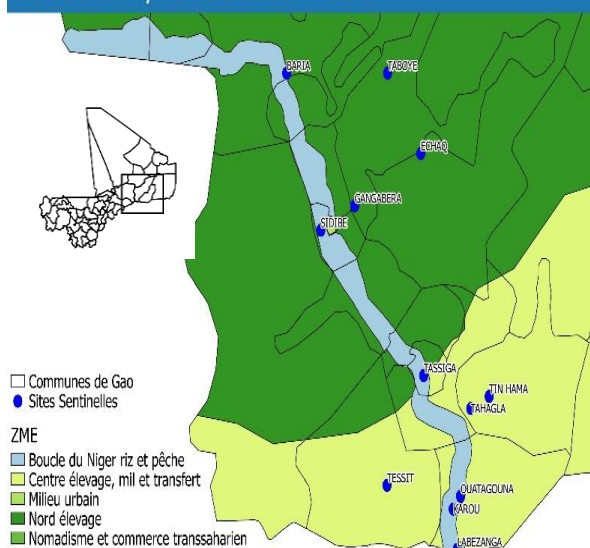 BARIA
TABOYE
ECHAQ
GANGABERA
SIDIBE
TASSIGA
TIN HAMA
TAHAGLA
TESSIT
OUATAGOUNA
KAROU
LABEZANGA
Communes de Gao
Sites Sentinelles
ZME
Boucle du Niger riz et pêche
Centre élevage, mil et transfert
Milieu urbain
Nord élevage
Nomadisme et commerce transsaharien